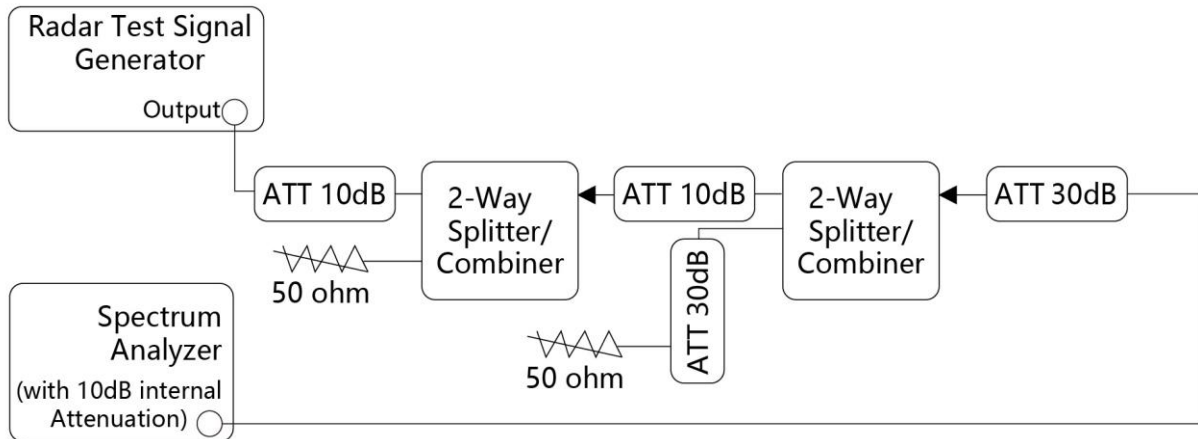 Radar Test Signal
Generator
Output
ATT 10dB
2-Way
Splitter/
Combiner
ATT 10dB
2-Way
Splitter/
Combiner
ATT 30dB
50 ohm
ATT 30dB
50 ohm
Spectrum
Analyzer
(with 10dB internal
Attenuation)